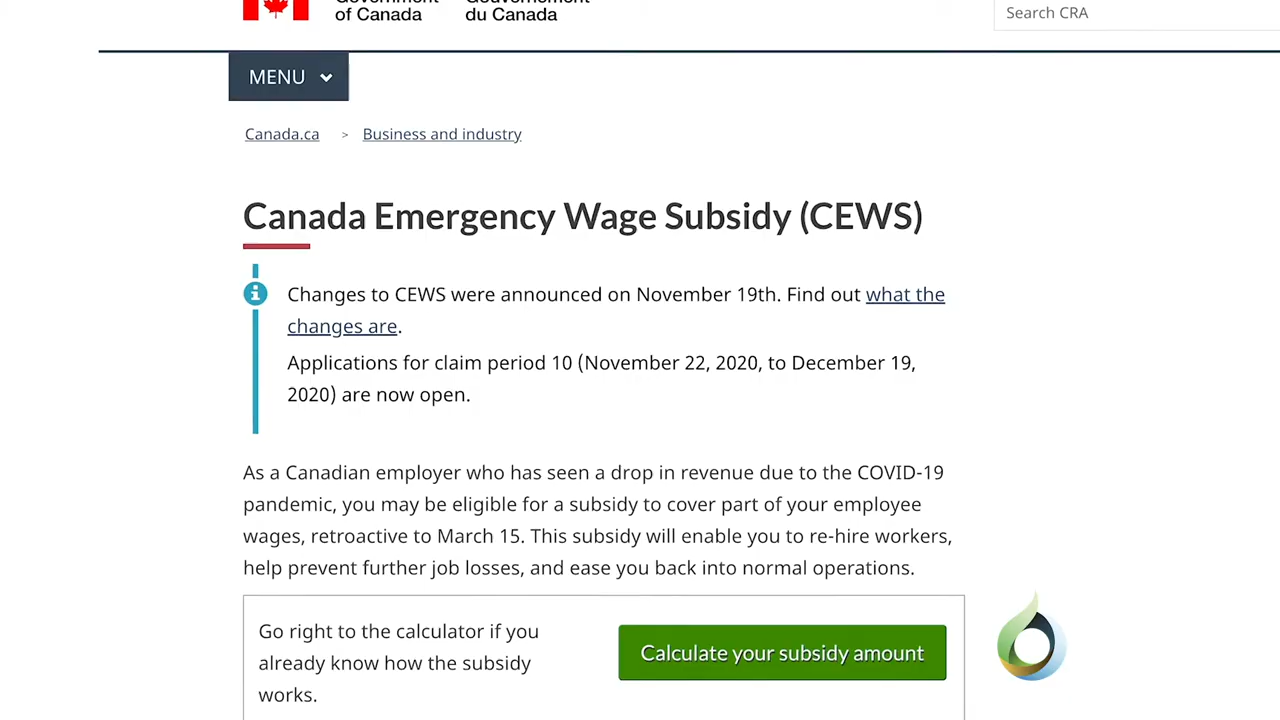 Government Gouvernement
of Canada du Canada
Search CRA
MENU
Canada.ca > Business and industry
Canada Emergency Wage Subsidy (CEWS)
Changes to CEWS were announced on November 19th. Find out what the
changes are.
Applications for claim period 10 (November 22, 2020, to December 19,
2020) are now open.
As a Canadian employer who has seen a drop in revenue due to the COVID-19
pandemic, you may be eligible for a subsidy to cover part of your employee
wages, retroactive to March 15. This subsidy will enable you to re-hire workers,
help prevent further job losses, and ease you back into normal operations.
Go right to the calculator if you
already know how the subsidy
works.
Calculate your subsidy amount